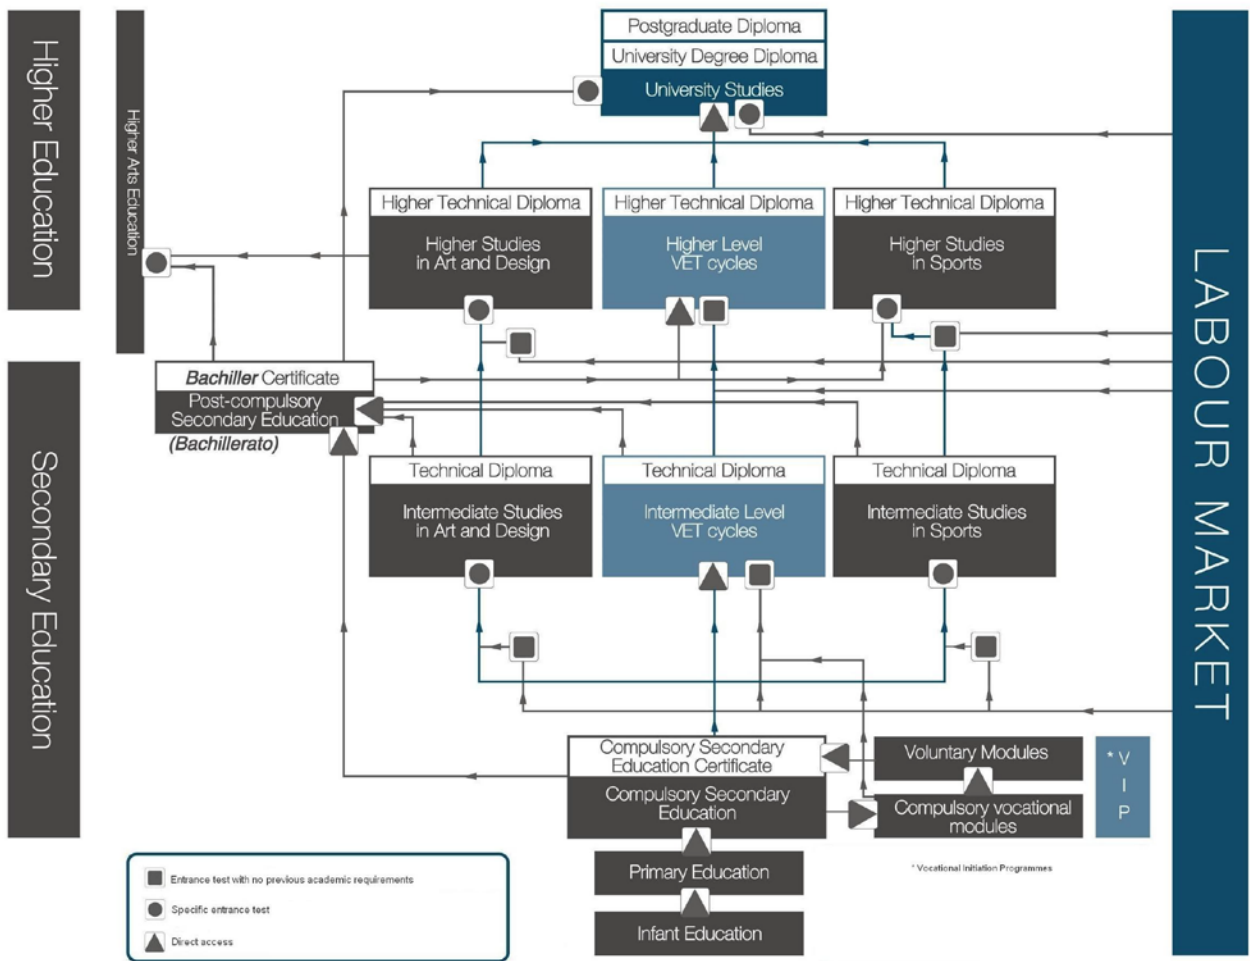 Higher Education
Secondary Education
Higher Arts Education
Postgraduate Diploma
University Degree Diploma
University Studies
Higher Technical Diploma
Higher Studies
in Art and Design
Higher Technical Diploma
Higher Level
VET cycles
Higher Technical Diploma
Higher Studies
in Sports
Bachiller Certificate
Post-compulsory
Secondary Education
(Bachillerato)
Technical Diploma
Intermediate Studies
in Art and Design
Technical Diploma
Intermediate Level
VET cycles
Technical Diploma
Intermediate Studies
in Sports
Compulsory Secondary
Education Certificate
Compulsory Secondary
Education
Primary Education
Infant Education
Voluntary Modules
Compulsory vocational
modules
* V
I
P
* Vocational Initiation Programmes
LABOUR MARKET
Entrance test with no previous academic requirements
Specific entrance test
Direct access